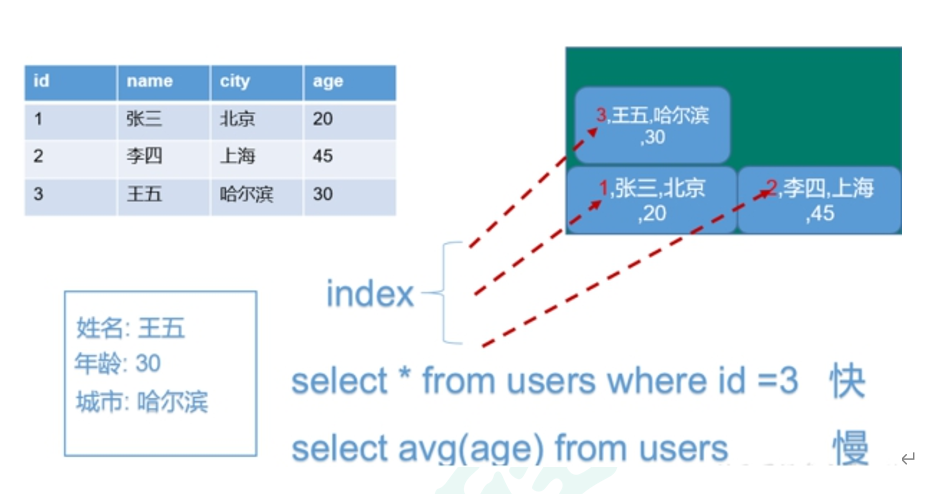 id name city age
1 张三 北京 20
2 李四 上海 45
3 王五 哈尔滨 30
3,王五,哈尔滨
,30
1,张三,北京
,20
2,李四,上海
,45
index
姓名: 王五
年龄: 30
城市: 哈尔滨
select * from users where id =3 快
select avg(age) from users 慢